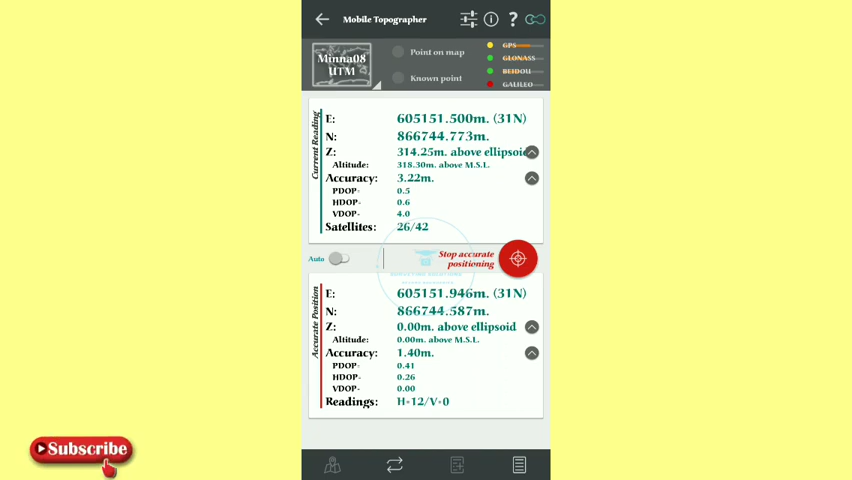 Mobile Topographer
?
Minna08
UTM
Point on map
Known point
GPS
GLONASS
BEIDOU
GALILEO
Current Reading
E: 605151.500m. (31N)
N: 866744.773m.
Z: 314.25m. above ellipsoid
Altitude: 318.30m. above M.S.L.
Accuracy: 3.22m.
PDOP= 0.5
HDOP= 0.6
VDOP= 4.0
Satellites: 26/42
Auto
Stop accurate
positioning
Accurate Position
E: 605151.946m. (31N)
N: 866744.587m.
Z: 0.00m. above ellipsoid
Altitude: 0.00m. above M.S.L.
Accuracy: 1.40m.
PDOP= 0.41
HDOP= 0.26
VDOP= 0.00
Readings: H=12/V=0
Subscribe